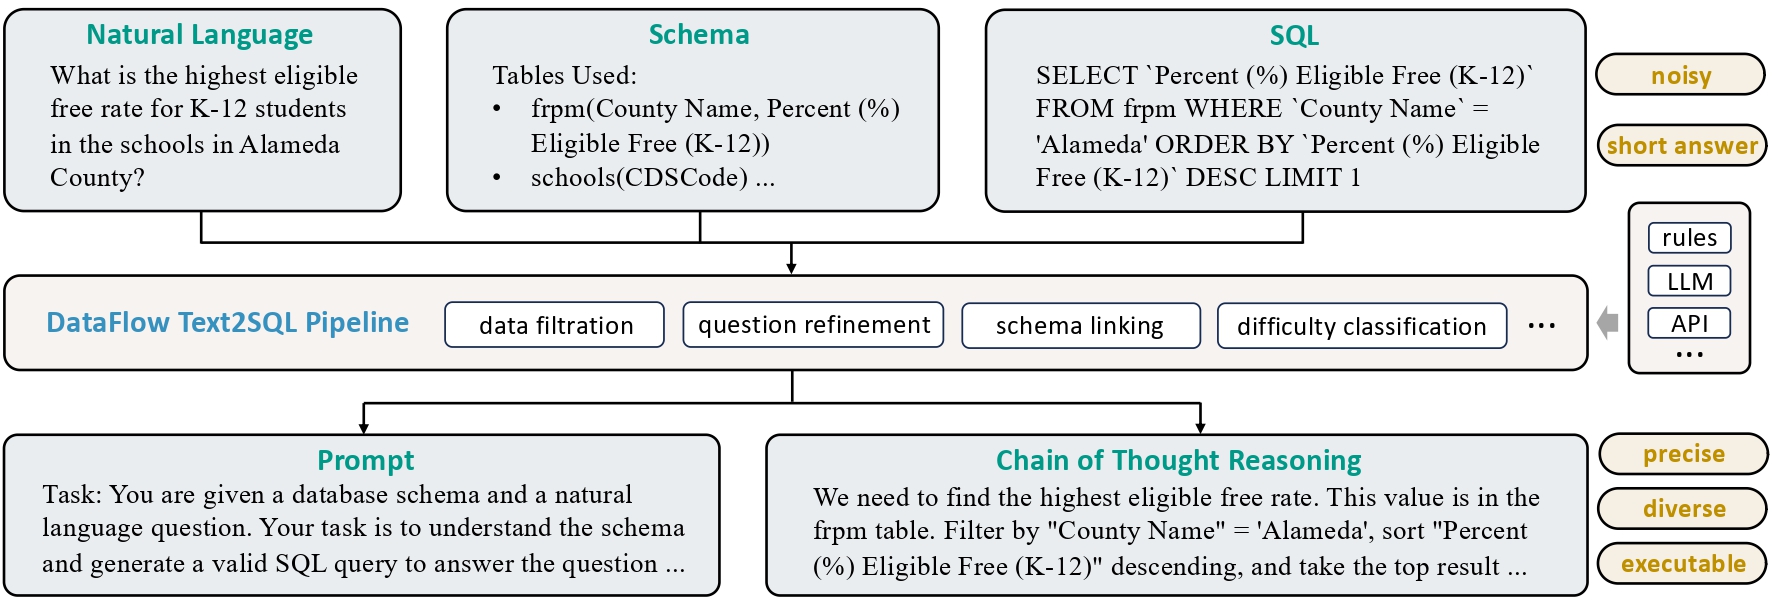 Natural Language
What is the highest eligible
free rate for K-12 students
in the schools in Alameda
County?
Schema
Tables Used:
• frpm(County Name, Percent (%)
Eligible Free (K-12))
• schools(CDSCode) ...
SQL
SELECT `Percent (%) Eligible Free (K-12)`
FROM frpm WHERE `County Name` =
'Alameda' ORDER BY `Percent (%) Eligible
Free (K-12)` DESC LIMIT 1
noisy
short answer
rules
LLM
API
...
DataFlow Text2SQL Pipeline
data filtration
question refinement
schema linking
difficulty classification
...
Prompt
Task: You are given a database schema and a natural
language question. Your task is to understand the schema
and generate a valid SQL query to answer the question ...
Chain of Thought Reasoning
We need to find the highest eligible free rate. This value is in the
frpm table. Filter by "County Name" = 'Alameda', sort "Percent
(%) Eligible Free (K-12)" descending, and take the top result ...
precise
diverse
executable